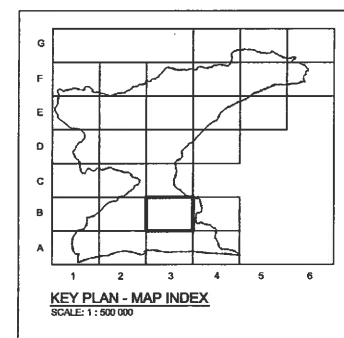 G
F
E
D
C
B
A
1 2 3 4 5 6
KEY PLAN - MAP INDEX
SCALE: 1 : 500 000